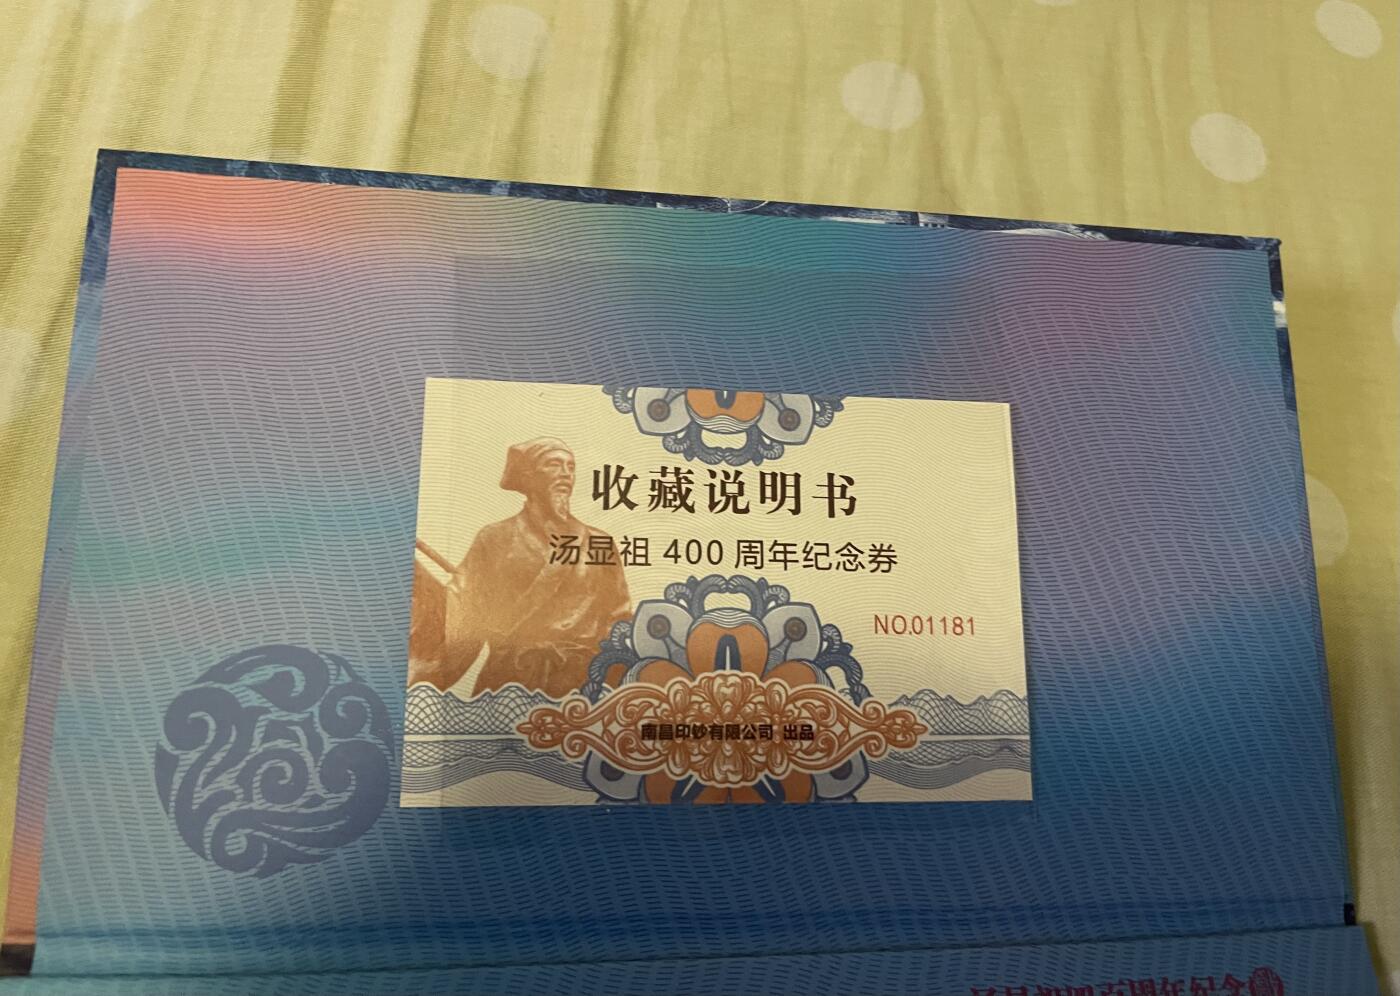 收藏说明书
汤显祖 400 周年纪念券
NO.01181
南昌印钞有限公司 出品